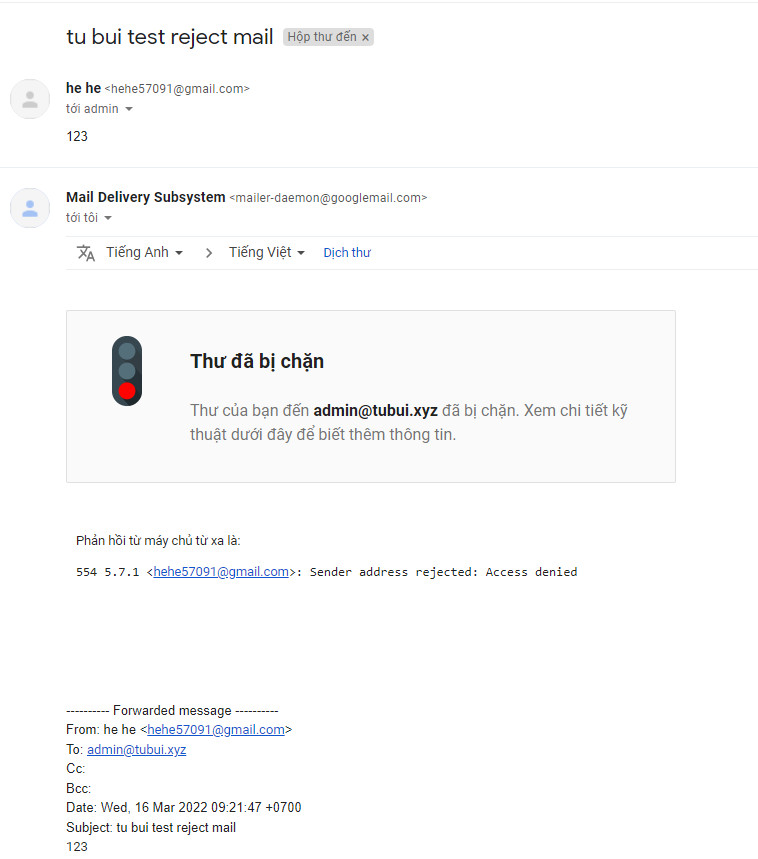 tu bui test reject mail Hộp thư đến ×
he he <hehe57091@gmail.com>
tới admin
123
Mail Delivery Subsystem <mailer-daemon@googlemail.com>
tới tôi
Tiếng Anh > Tiếng Việt Dịch thư
Thư đã bị chặn
Thư của bạn đến admin@tubui.xyz đã bị chặn. Xem chi tiết kỹ
thuật dưới đây để biết thêm thông tin.
Phản hồi từ máy chủ từ xa là:
554 5.7.1 <hehe57091@gmail.com>: Sender address rejected: Access denied
---------- Forwarded message ----------
From: he he <hehe57091@gmail.com>
To: admin@tubui.xyz
Cc:
Bcc:
Date: Wed, 16 Mar 2022 09:21:47 +0700
Subject: tu bui test reject mail
123